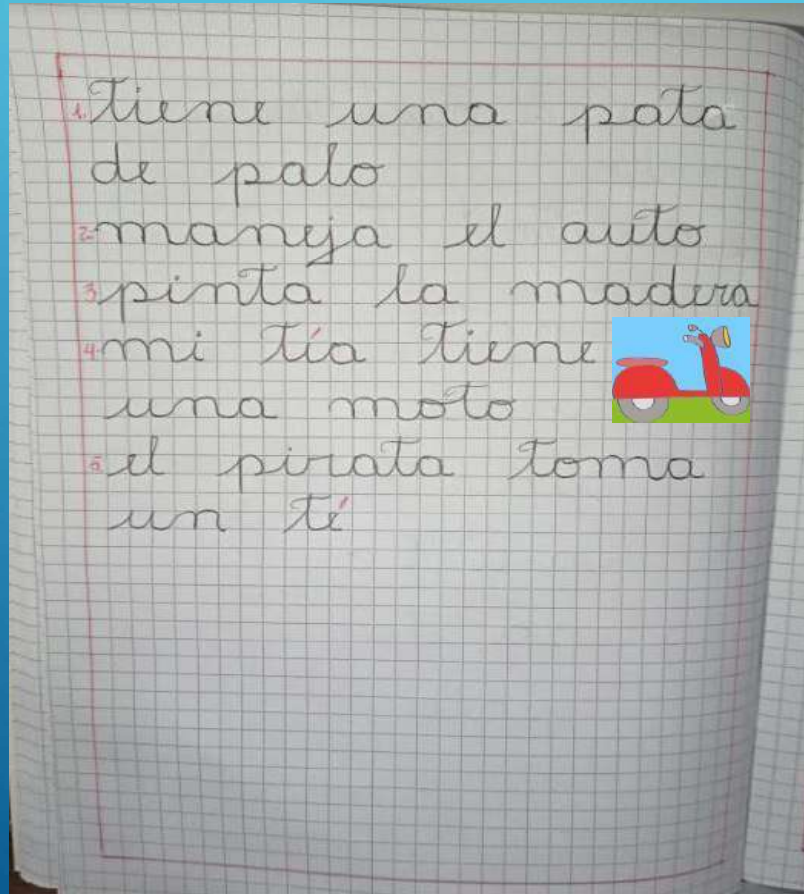 1. tiene una pata
de palo
2- maneja el auto
3 pinta la madera
4 mi tía tiene
una moto
5 el pirata toma
un té